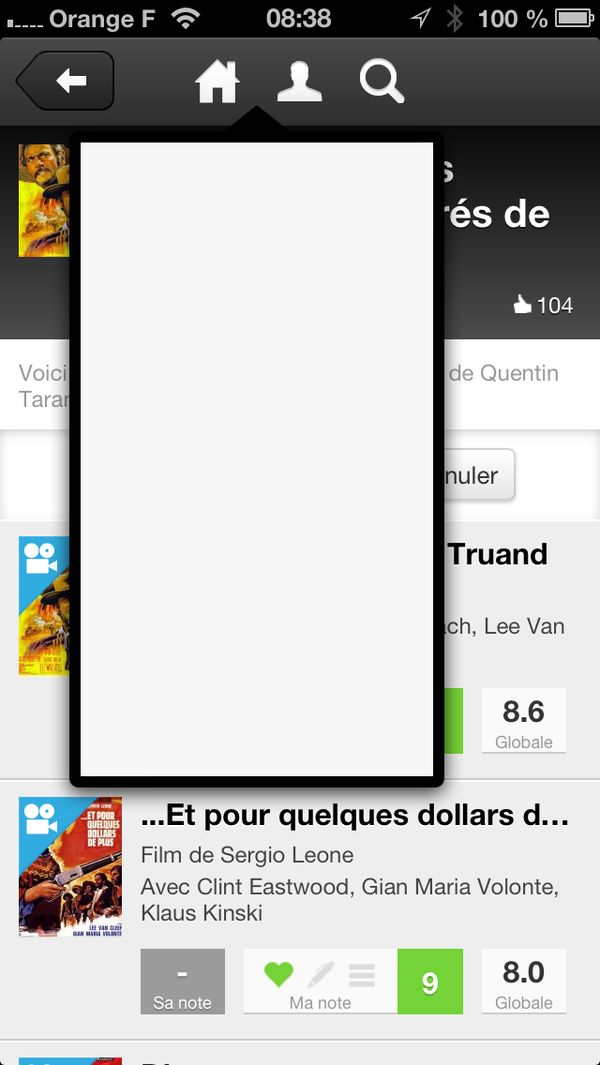 Orange F 08:38 100 %
s
rés de
104
Voici de Quentin
Taran
nuler
Truand
ach, Lee Van
8.6
Globale
...Et pour quelques dollars d...
Film de Sergio Leone
Avec Clint Eastwood, Gian Maria Volonte,
Klaus Kinski
ET POUR
QUELQUES
DOLLARS
DE PLUS
LEE VAN CLEEF
GIAN MARIA VOLONTE
-
Sa note
Ma note
9
8.0
Globale